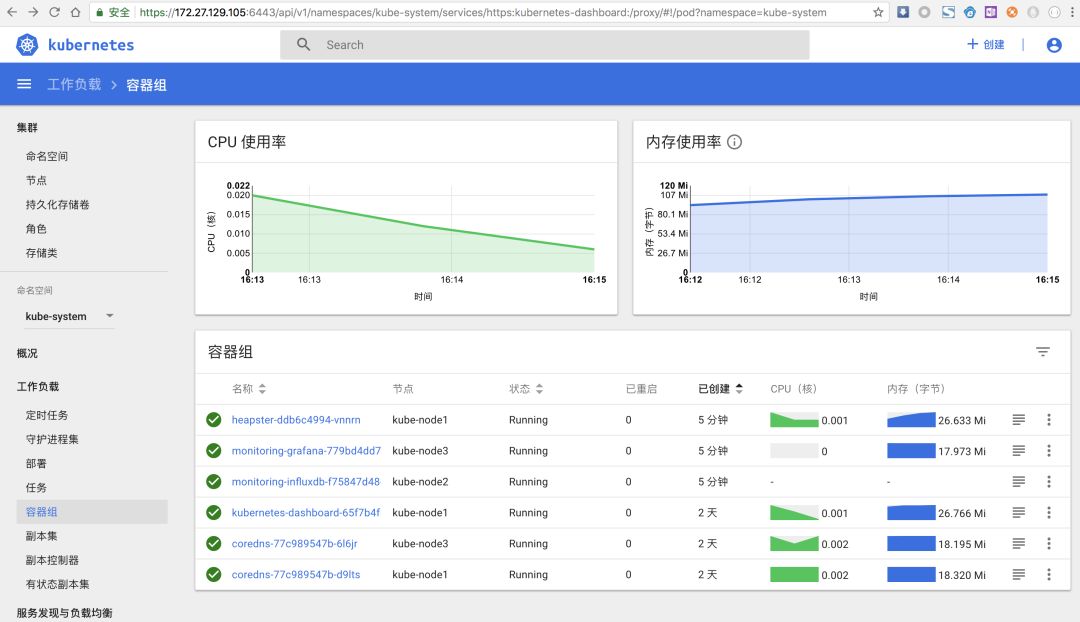 安全 https://172.27.129.105:6443/api/v1/namespaces/kube-system/services/https:kubernetes-dashboard:/proxy/#!/pod?namespace=kube-system
kubernetes
Search
+ 创建 |
工作负载 > 容器组
集群
命名空间
节点
持久化存储卷
角色
存储类
命名空间
kube-system
概况
工作负载
定时任务
守护进程集
部署
任务
容器组
副本集
副本控制器
有状态副本集
服务发现与负载均衡
CPU 使用率
CPU（核）
0.022
0.020
0.015
0.010
0.005
0
16:13 16:13 16:14 16:15
时间
内存使用率
内存（字节）
120 Mi
107 Mi
80.1 Mi
53.4 Mi
26.7 Mi
0
16:12 16:12 16:13 16:14 16:15
时间
容器组
名称 节点 状态 已重启 已创建 CPU（核） 内存（字节）
heapster-ddb6c4994-vnnrn kube-node1 Running 0 5 分钟 0.001 26.633 Mi
monitoring-grafana-779bd4dd7 kube-node3 Running 0 5 分钟 0 17.973 Mi
monitoring-influxdb-f75847d48 kube-node2 Running 0 5 分钟 - -
kubernetes-dashboard-65f7b4f kube-node1 Running 0 2 天 0.001 26.766 Mi
coredns-77c989547b-6l6jr kube-node3 Running 0 2 天 0.002 18.195 Mi
coredns-77c989547b-d9lts kube-node1 Running 0 2 天 0.002 18.320 Mi